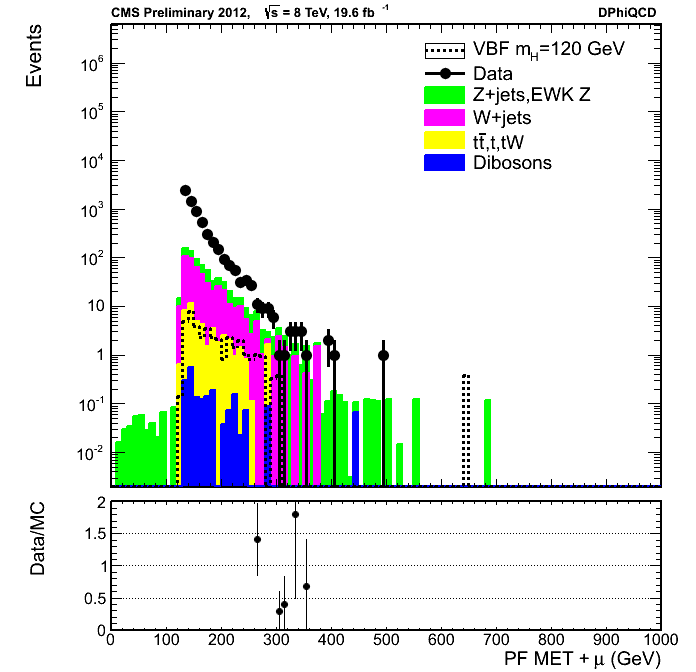 CMS Preliminary 2012, √s = 8 TeV, 19.6 fb⁻¹ DPhiQCD
Events
VBF m_H=120 GeV
Data
Z+jets,EWK Z
W+jets
tt̄,t,tW
Dibosons
10⁶
10⁵
10⁴
10³
10²
10
1
10⁻¹
10⁻²
Data/MC
2
1.5
1
0.5
0
0 100 200 300 400 500 600 700 800 900 1000
PF MET + μ (GeV)